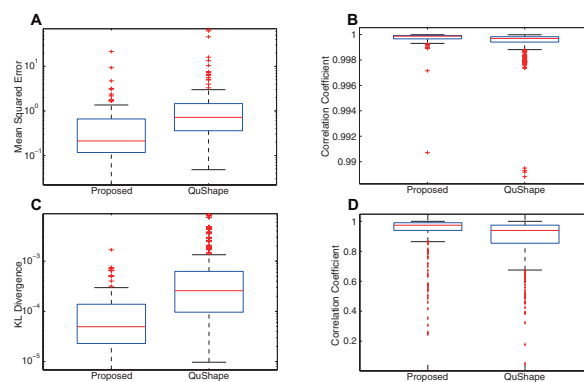 A
Mean Squared Error
10^1
10^0
10^-1
Proposed
QuShape
B
Correlation Coefficient
1
0.998
0.996
0.994
0.992
0.99
Proposed
QuShape
C
KL Divergence
10^-3
10^-4
10^-5
Proposed
QuShape
D
Correlation Coefficient
1
0.8
0.6
0.4
0.2
Proposed
QuShape